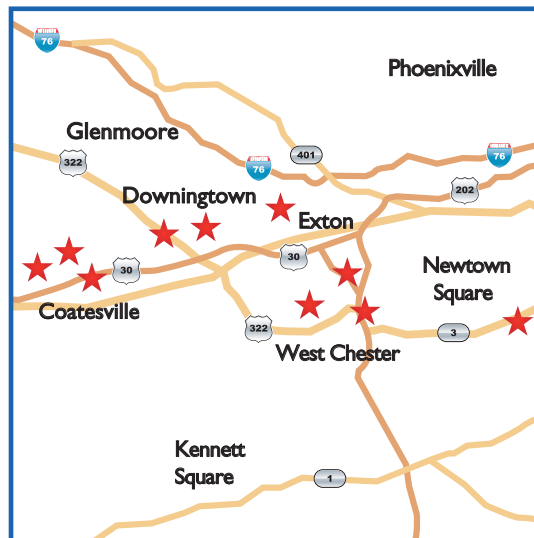 76
Phoenixville
Glenmoore
401
322
76
76
Downingtown
202
Exton
30
30
Newtown
Square
Coatesville
322
3
West Chester
Kennett
Square
1